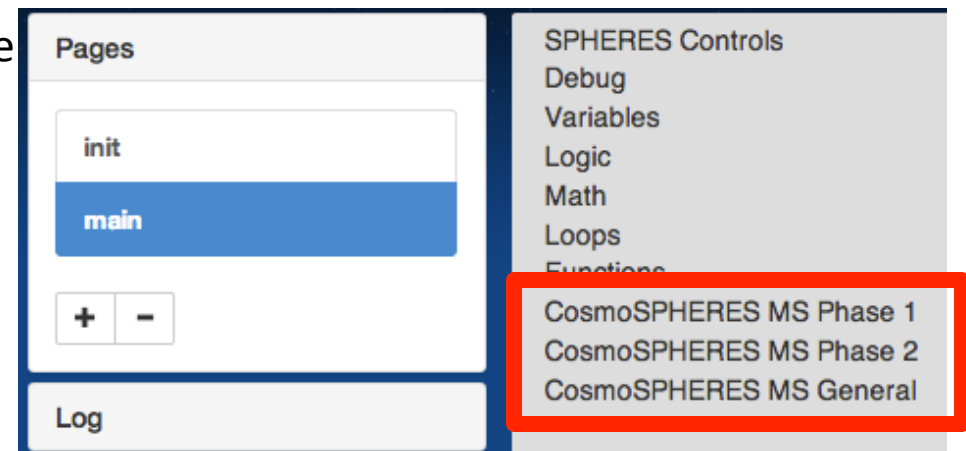 e
Pages
init
main
+ -
Log
SPHERES Controls
Debug
Variables
Logic
Math
Loops
Functions
CosmoSPHERES MS Phase 1
CosmoSPHERES MS Phase 2
CosmoSPHERES MS General